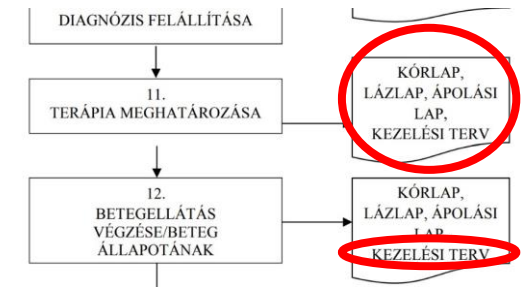 DIAGNÓZIS FELÁLLÍTÁSA
11.
TERÁPIA MEGHATÁROZÁSA
KÓRLAP,
LÁZLAP, ÁPOLÁSI
LAP,
KEZELÉSI TERV
12.
BETEGELLÁTÁS
VÉGZÉSE/BETEG
ÁLLAPOTÁNAK
KÓRLAP,
LÁZLAP, ÁPOLÁSI
LAP
KEZELÉSI TERV